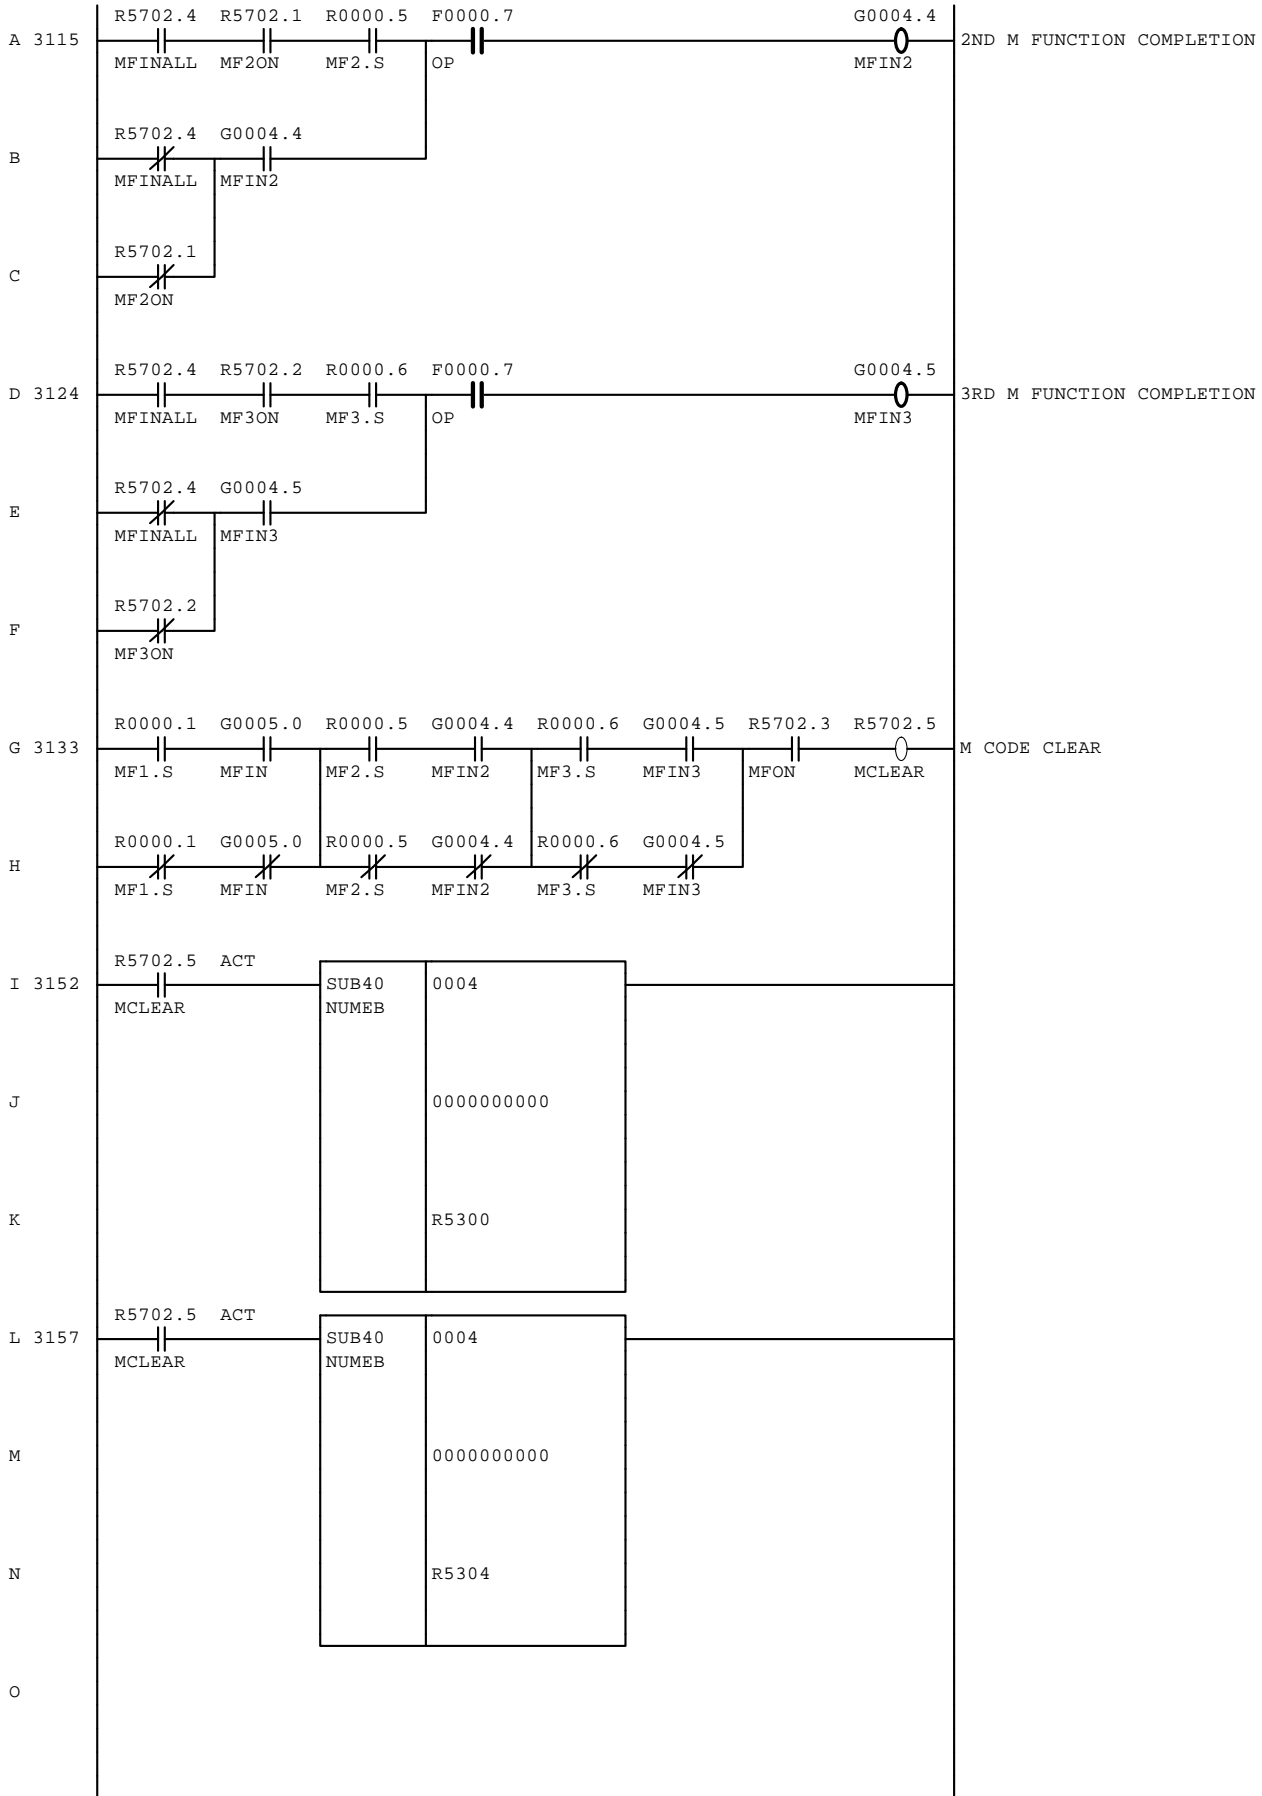 R5702.4 R5702.1 R0000.5 F0000.7 G0004.4
A 3115 2ND M FUNCTION COMPLETION
MFINALL MF2ON MF2.S OP MFIN2
R5702.4 G0004.4
B
MFINALL MFIN2
R5702.1
C
MF2ON
R5702.4 R5702.2 R0000.6 F0000.7 G0004.5
D 3124 3RD M FUNCTION COMPLETION
MFINALL MF3ON MF3.S OP MFIN3
R5702.4 G0004.5
E
MFINALL MFIN3
R5702.2
F
MF3ON
R0000.1 G0005.0 R0000.5 G0004.4 R0000.6 G0004.5 R5702.3 R5702.5
G 3133 M CODE CLEAR
MF1.S MFIN MF2.S MFIN2 MF3.S MFIN3 MFON MCLEAR
R0000.1 G0005.0 R0000.5 G0004.4 R0000.6 G0004.5
H
MF1.S MFIN MF2.S MFIN2 MF3.S MFIN3
R5702.5 ACT
I 3152 SUB40 0004
MCLEAR NUMEB
J 0000000000
K R5300
R5702.5 ACT
L 3157 SUB40 0004
MCLEAR NUMEB
M 0000000000
N R5304
O